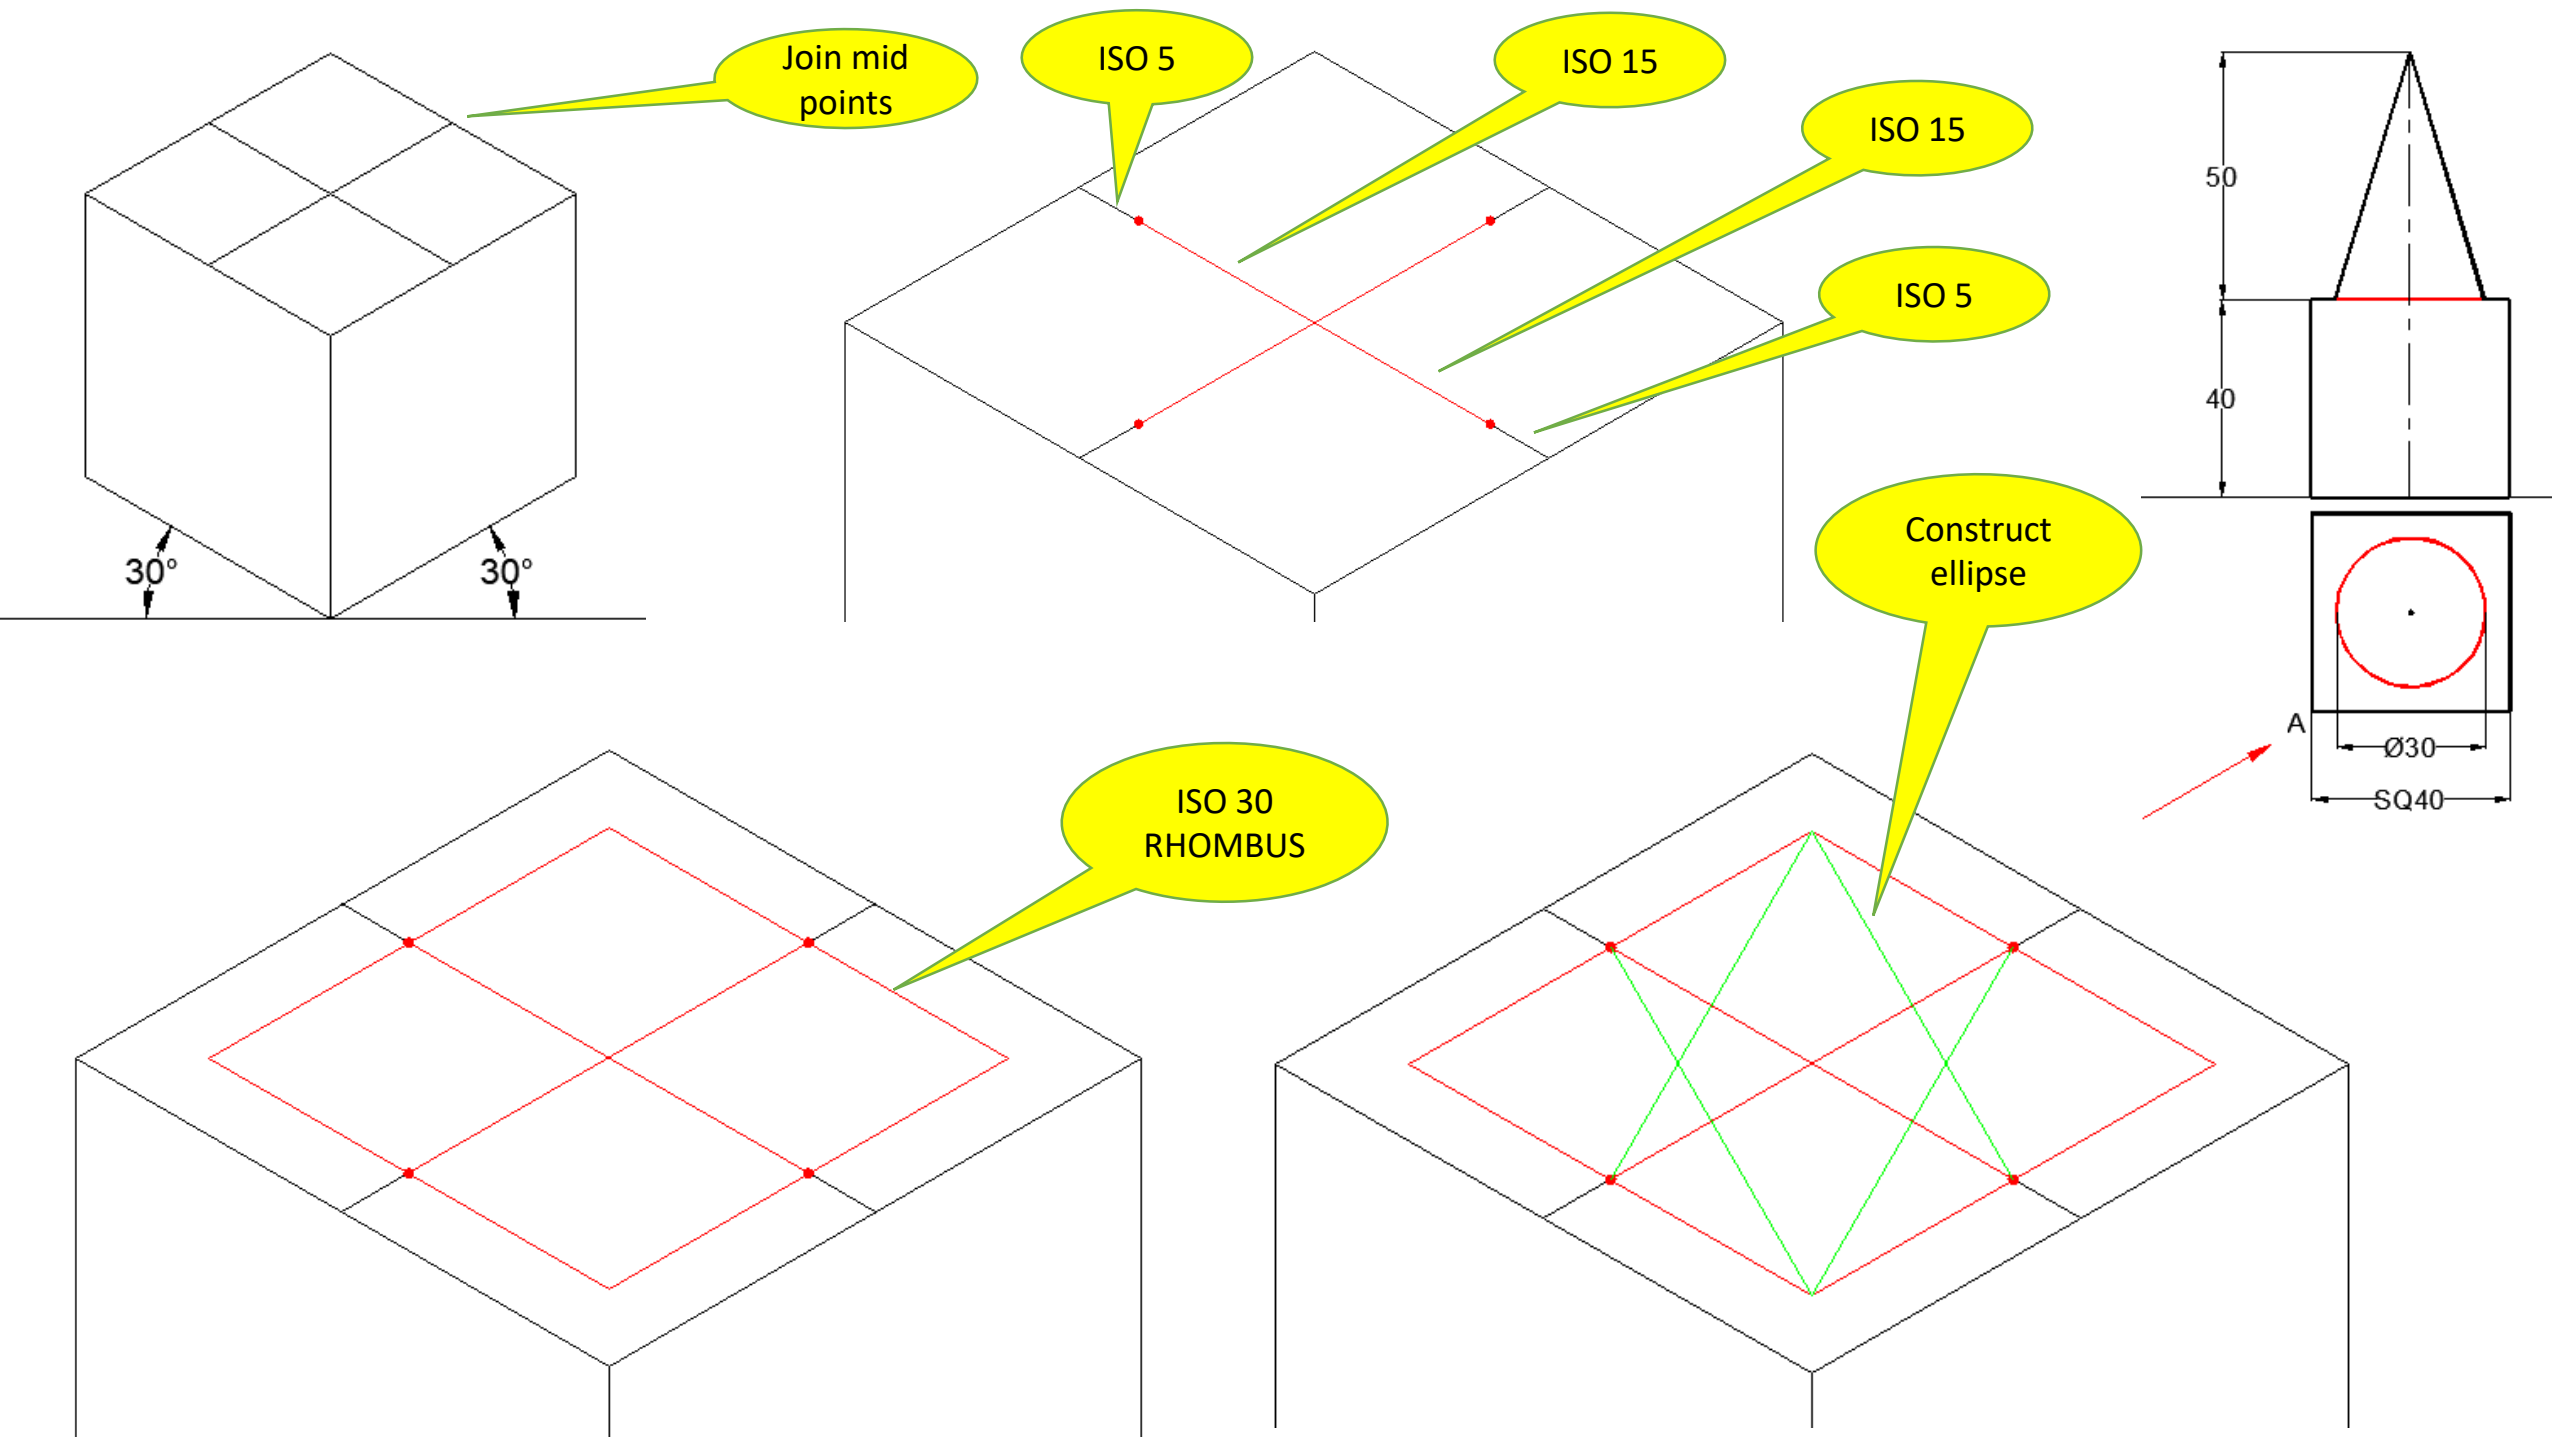 Join mid
points
ISO 5
ISO 15
ISO 15
ISO 5
50
40
30°
30°
Construct
ellipse
A
Ø30
SQ40
ISO 30
RHOMBUS